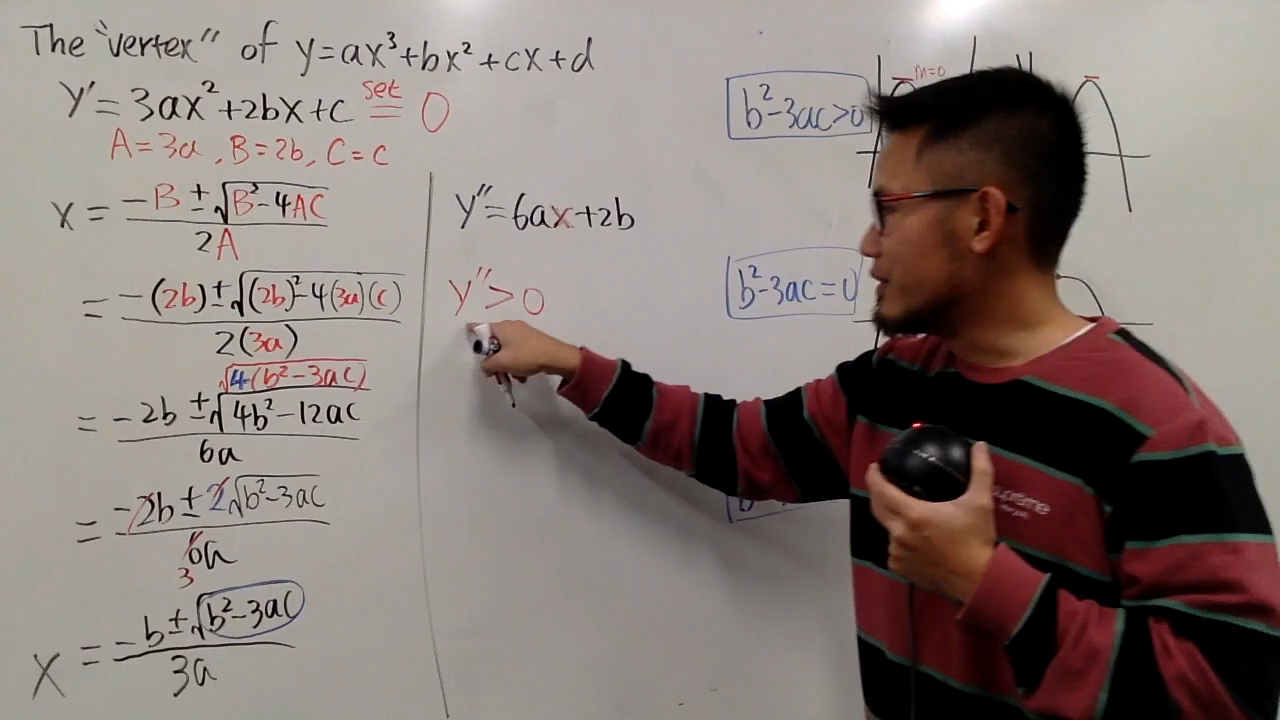 The "vertex" of y=ax³+bx²+cx+d
y'=3ax²+2bx+c set = 0
A=3a, B=2b, C=c
x = (-B ± √(B²-4AC)) / 2A
= (-(2b) ± √((2b)²-4(3a)(c))) / 2(3a)
√(4(b²-3ac))
= (-2b ± √(4b²-12ac)) / 6a
= (-2b ± 2√(b²-3ac)) / 6a
3
x = (-b ± √(b²-3ac)) / 3a
y''=6ax+2b
y''>0
m=0
b²-3ac>0
b²-3ac=0